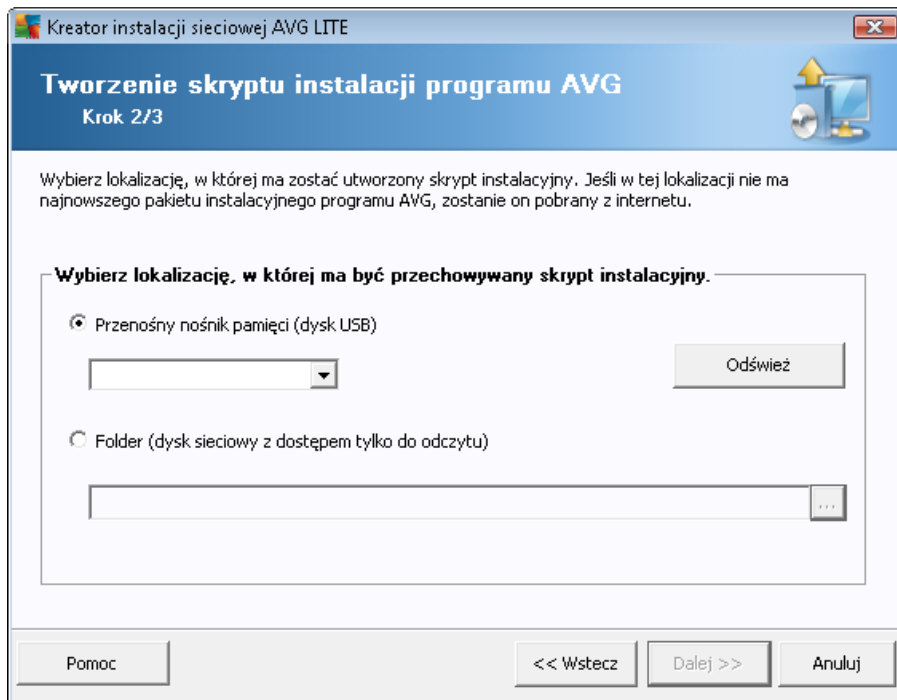 Kreator instalacji sieciowej AVG LITE
Tworzenie skryptu instalacji programu AVG
Krok 2/3
Wybierz lokalizację, w której ma zostać utworzony skrypt instalacyjny. Jeśli w tej lokalizacji nie ma
najnowszego pakietu instalacyjnego programu AVG, zostanie on pobrany z internetu.
Wybierz lokalizację, w której ma być przechowywany skrypt instalacyjny.
Przenośny nośnik pamięci (dysk USB)
Odśwież
Folder (dysk sieciowy z dostępem tylko do odczytu)
...
Pomoc
<< Wstecz
Dalej >>
Anuluj